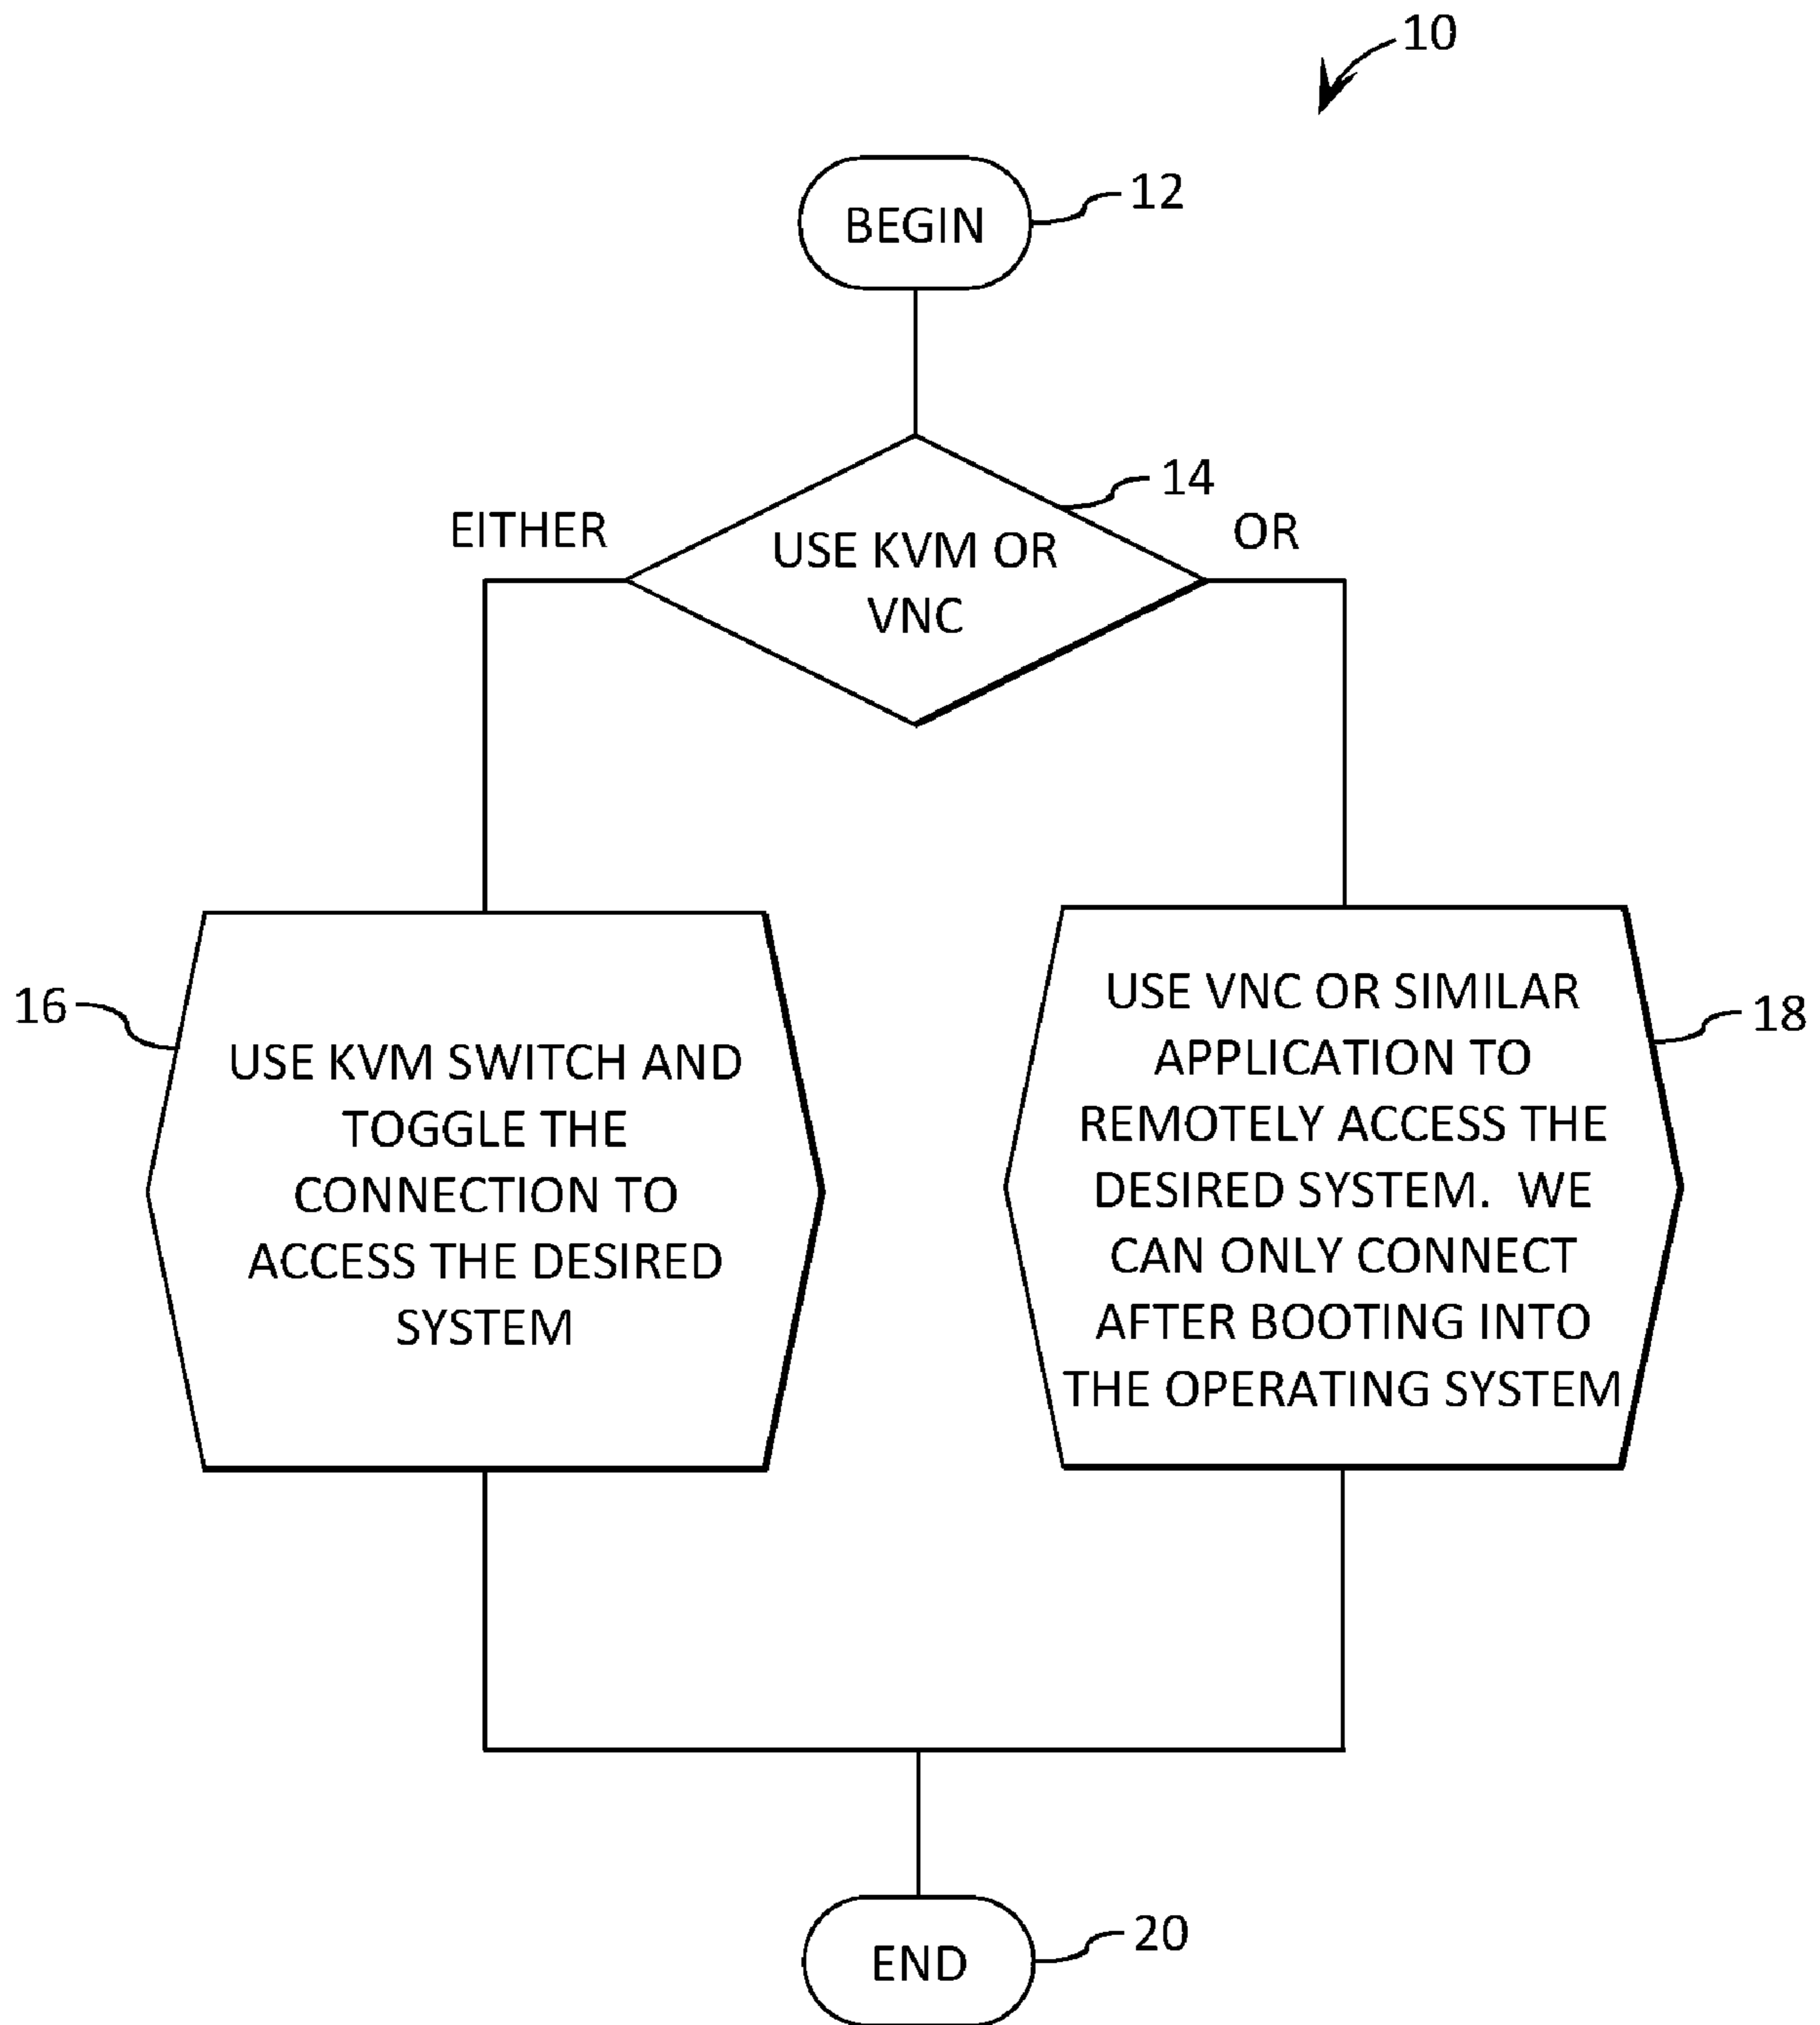 10
BEGIN
12
14
EITHER
USE KVM OR
VNC
OR
16
USE KVM SWITCH AND
TOGGLE THE
CONNECTION TO
ACCESS THE DESIRED
SYSTEM
USE VNC OR SIMILAR
APPLICATION TO
REMOTELY ACCESS THE
DESIRED SYSTEM.  WE
CAN ONLY CONNECT
AFTER BOOTING INTO
THE OPERATING SYSTEM
18
END
20